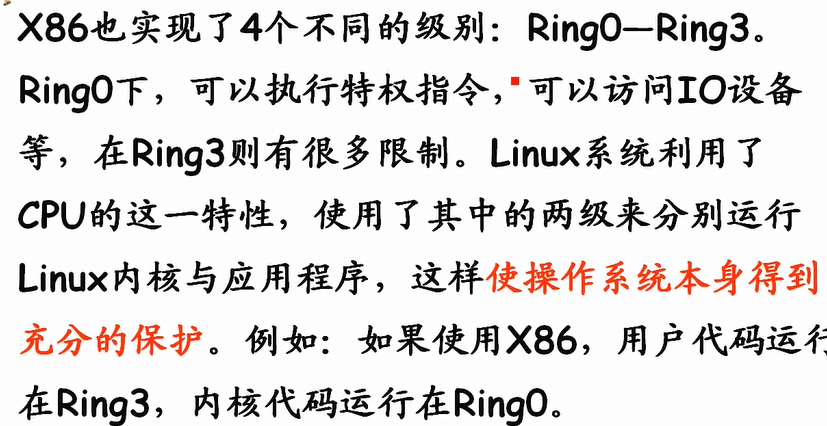 X86也实现了4个不同的级别：Ring0—Ring3。
Ring0下，可以执行特权指令，可以访问IO设备
等，在Ring3则有很多限制。Linux系统利用了
CPU的这一特性，使用了其中的两级来分别运行
Linux内核与应用程序，这样使操作系统本身得到
充分的保护。例如：如果使用X86，用户代码运行
在Ring3，内核代码运行在Ring0。